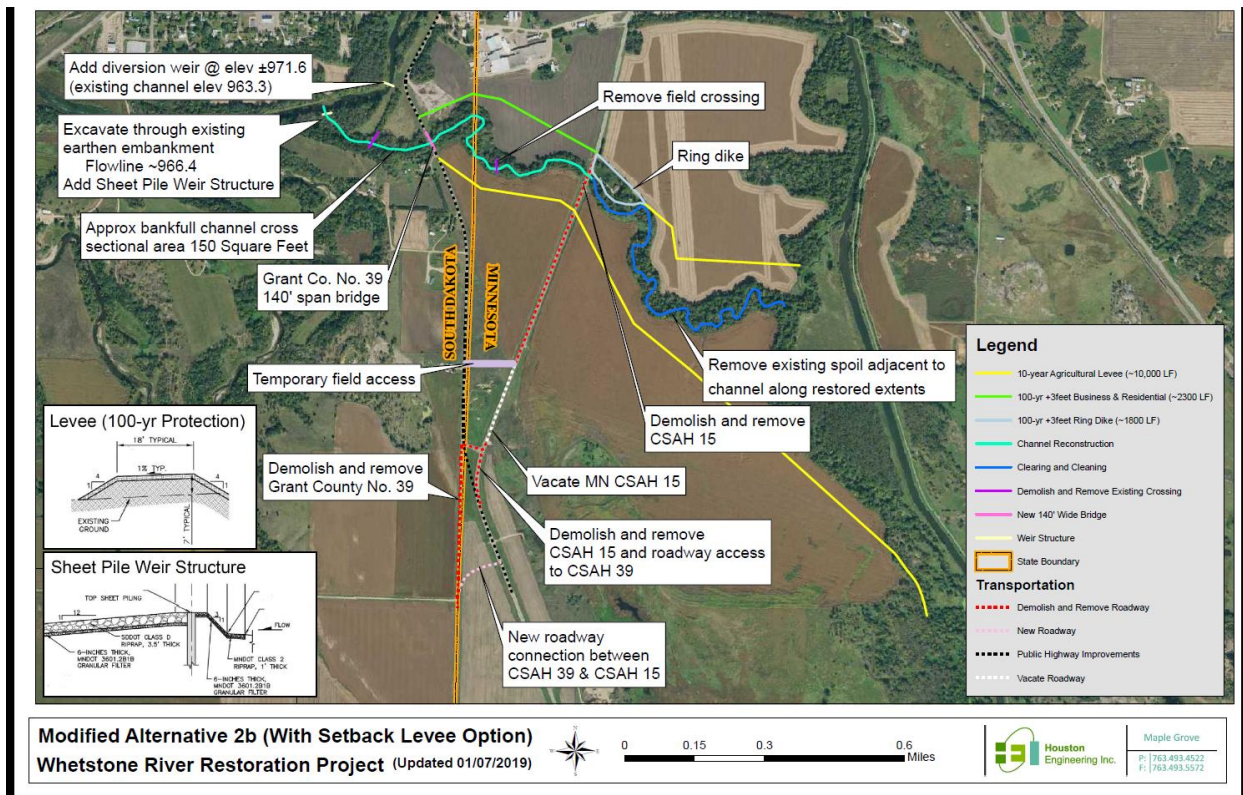 Add diversion weir @ elev ±971.6
(existing channel elev 963.3)
Excavate through existing
earthen embankment
Flowline ~966.4
Add Sheet Pile Weir Structure
Approx bankfull channel cross
sectional area 150 Square Feet
Grant Co. No. 39
140' span bridge
Remove field crossing
Ring dike
SOUTH DAKOTA
MINNESOTA
Temporary field access
Remove existing spoil adjacent to
channel along restored extents
Demolish and remove
CSAH 15
Vacate MN CSAH 15
Demolish and remove
Grant County No. 39
Demolish and remove
CSAH 15 and roadway access
to CSAH 39
New roadway
connection between
CSAH 39 & CSAH 15
Levee (100-yr Protection)
18' TYPICAL
1% TYP.
4
1
4
1
EXISTING
GROUND
7' TYPICAL
Sheet Pile Weir Structure
TOP SHEET PILING
12
3
1
FLOW
SDDOT CLASS D
RIPRAP, 3.5' THICK
6-INCHES THICK,
MNDOT 3601.2B1B
GRANULAR FILTER
MNDOT CLASS 2
RIPRAP, 1' THICK
6-INCHES THICK,
MNDOT 3601.2B1B
GRANULAR FILTER
Legend
10-year Agricultural Levee (~10,000 LF)
100-yr +3feet Business & Residential (~2300 LF)
100-yr +3feet Ring Dike (~1800 LF)
Channel Reconstruction
Clearing and Cleaning
Demolish and Remove Existing Crossing
New 140' Wide Bridge
Weir Structure
State Boundary
Transportation
Demolish and Remove Roadway
New Roadway
Public Highway Improvements
Vacate Roadway
Modified Alternative 2b (With Setback Levee Option)
Whetstone River Restoration Project (Updated 01/07/2019)
0 0.15 0.3 0.6
Miles
Houston
Engineering Inc.
Maple Grove
P: 763.493.4522
F: 763.493.5572